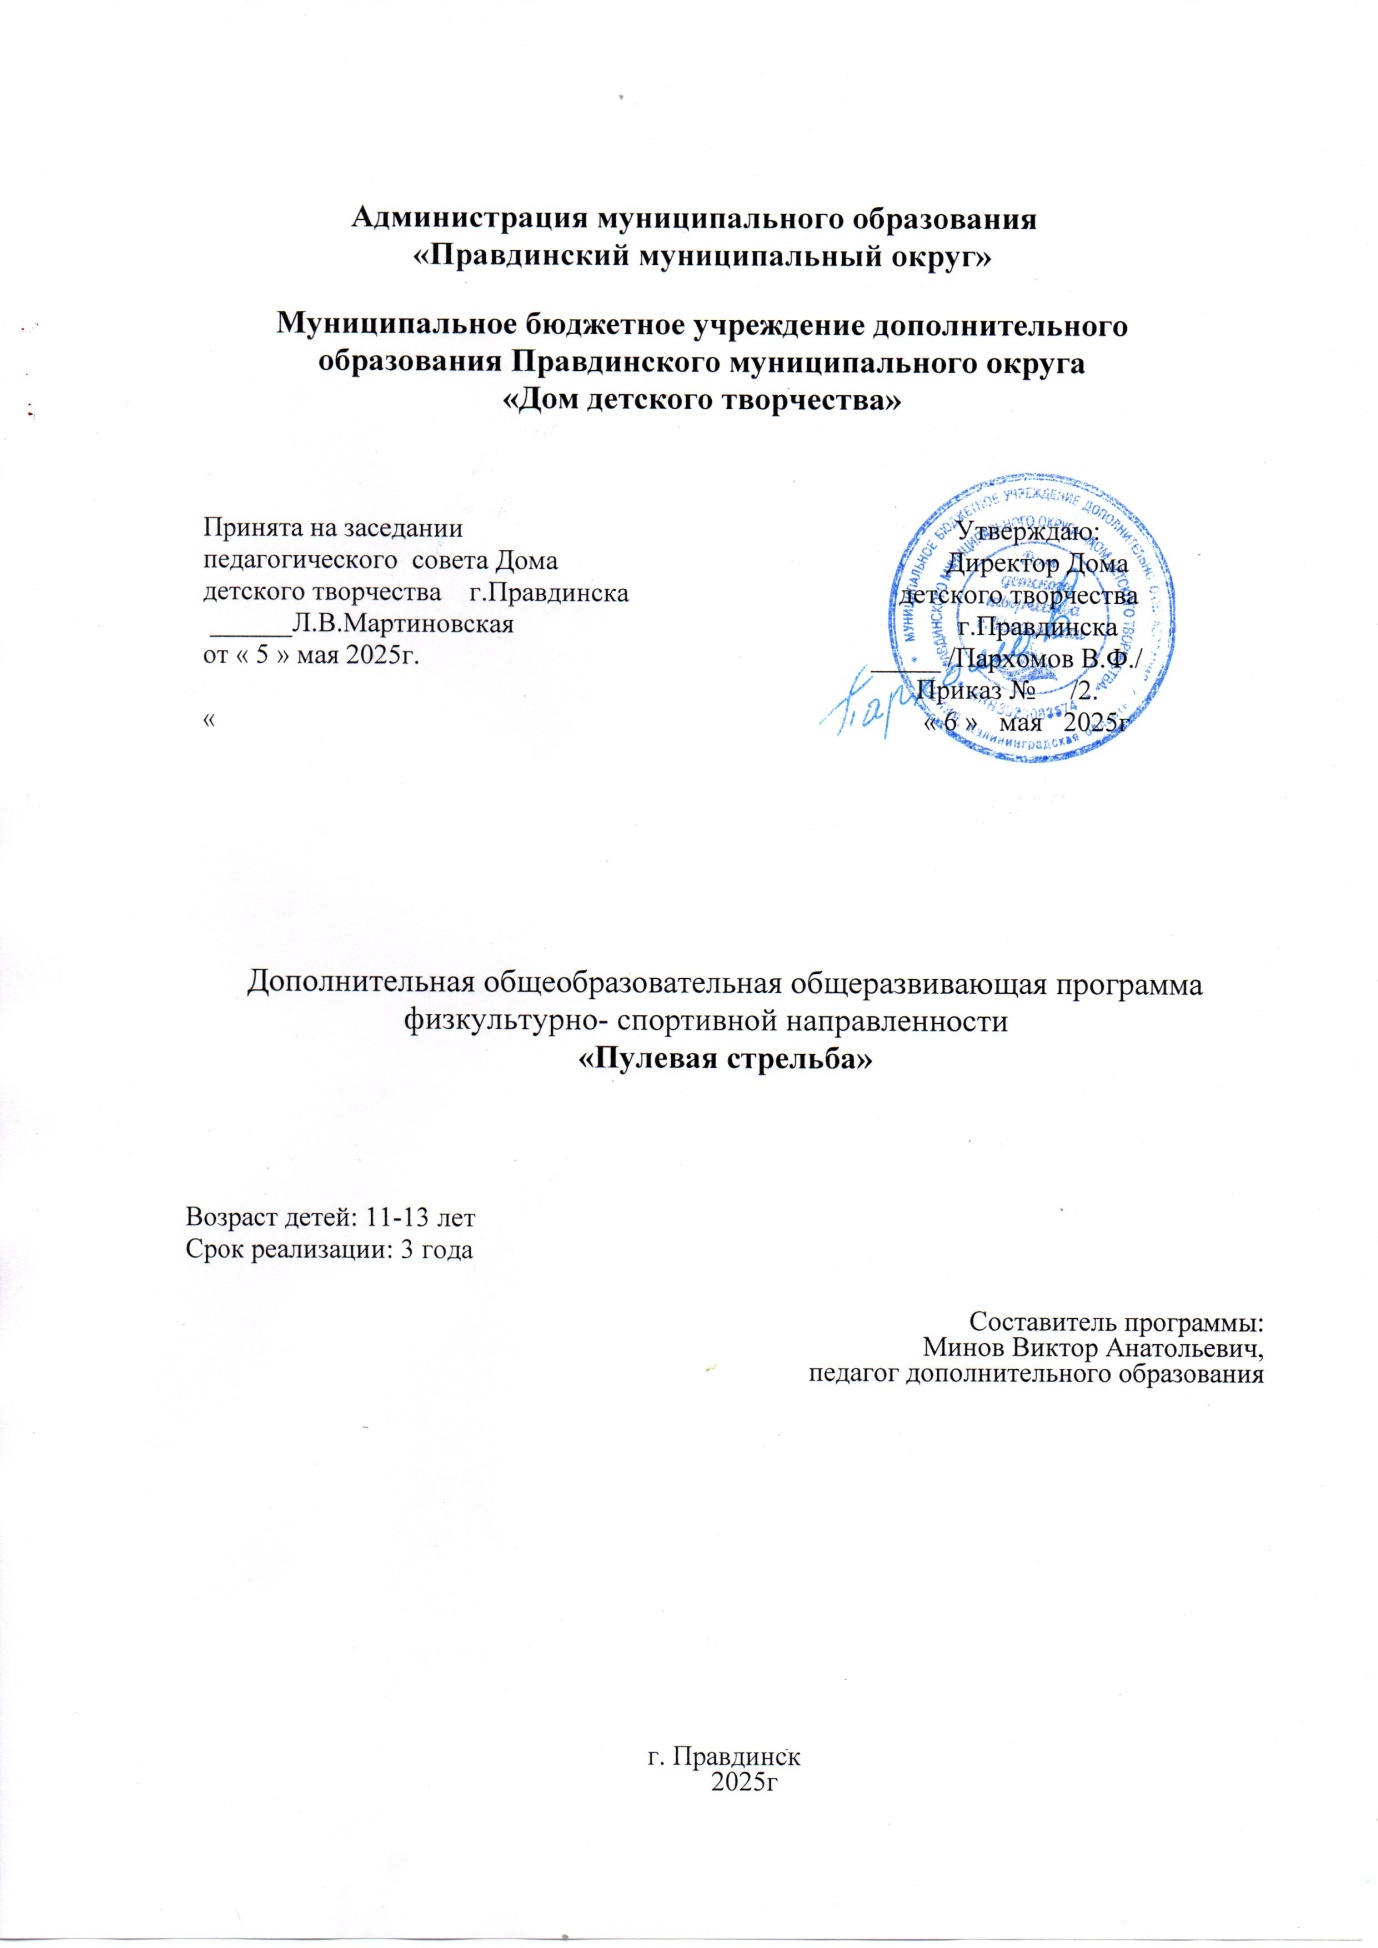 Администрация муниципального образования
«Правдинский муниципальный округ»
Муниципальное бюджетное учреждение дополнительного
образования Правдинского муниципального округа
«Дом детского творчества»
Принята на заседании
педагогического совета Дома
детского творчества г.Правдинска
______Л.В.Мартиновская
от « 5 » мая 2025г.
«
Утверждаю:
Директор Дома
детского творчества
г.Правдинска
_____ /Пархомов В.Ф./
Приказ № /2.
« 6 » мая 2025г
МУНИЦИПАЛЬНОЕ БЮДЖЕТНОЕ УЧРЕЖДЕНИЕ
Дополнительная общеобразовательная общеразвивающая программа
физкультурно- спортивной направленности
«Пулевая стрельба»
Возраст детей: 11-13 лет
Срок реализации: 3 года
Составитель программы:
Минов Виктор Анатольевич,
педагог дополнительного образования
г. Правдинск
2025г